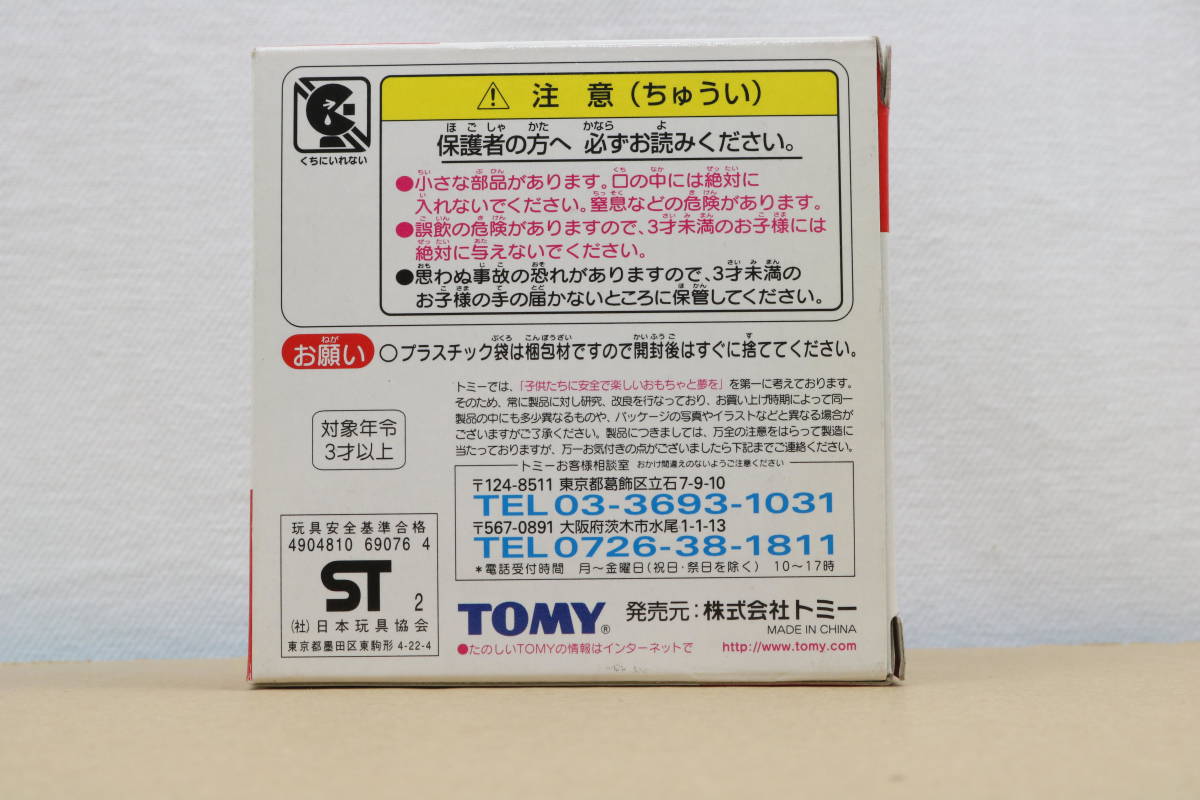 くちにいれない
⚠ 注 意 (ちゅうい)
保護者の方へ 必ずお読みください。
●小さな部品があります。口の中には絶対に
入れないでください。窒息などの危険があります。
●誤飲の危険がありますので、3才未満のお子様には
絶対に与えないでください。
●思わぬ事故の恐れがありますので、3才未満の
お子様の手の届かないところに保管してください。
お願い ○プラスチック袋は梱包材ですので開封後はすぐに捨ててください。
トミーでは、「子供たちに安全で楽しいおもちゃと夢を」を第一に考えております。
そのため、常に製品に対し研究、改良を行なっており、お買い上げ時期によって同一
製品の中にも多少異なるものや、パッケージの写真やイラストなどと異なる場合が
ございますがご了承ください。製品につきましては、万全の注意をはらって製造に
当たっておりますが、万一お気付きの点がございましたら下記までご連絡ください。
対象年令
3才以上
トミーお客様相談室 おかけ間違えのないようご注意ください
〒124-8511 東京都葛飾区立石7-9-10
TEL 03-3693-1031
〒567-0891 大阪府茨木市水尾1-1-13
TEL 0726-38-1811
*電話受付時間 月〜金曜日(祝日・祭日を除く) 10〜17時
玩具安全基準合格
4904810 69076 4
ST 2
(社)日本玩具協会
東京都墨田区東駒形4-22-4
TOMY® 発売元:株式会社トミー
MADE IN CHINA
●たのしいTOMYの情報はインターネットで http://www.tomy.com